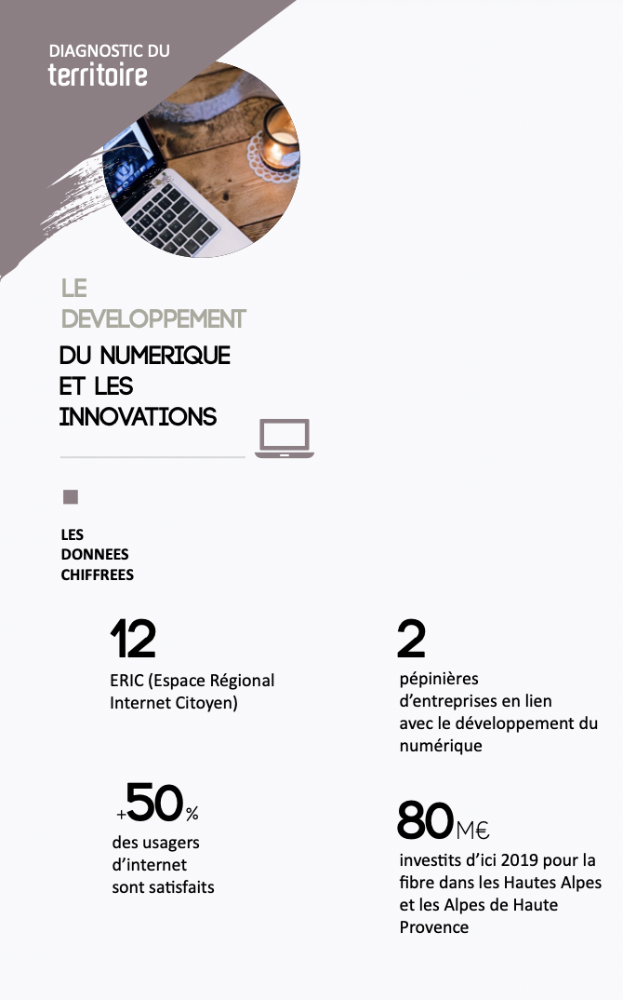 DIAGNOSTIC DU
territoire
LE
DEVELOPPEMENT
DU NUMERIQUE
ET LES
INNOVATIONS
LES
DONNEES
CHIFFREES
12
ERIC (Espace Régional
Internet Citoyen)
2
pépinières
d’entreprises en lien
avec le développement du
numérique
+50%
des usagers
d’internet
sont satisfaits
80M€
investits d’ici 2019 pour la
fibre dans les Hautes Alpes
et les Alpes de Haute
Provence